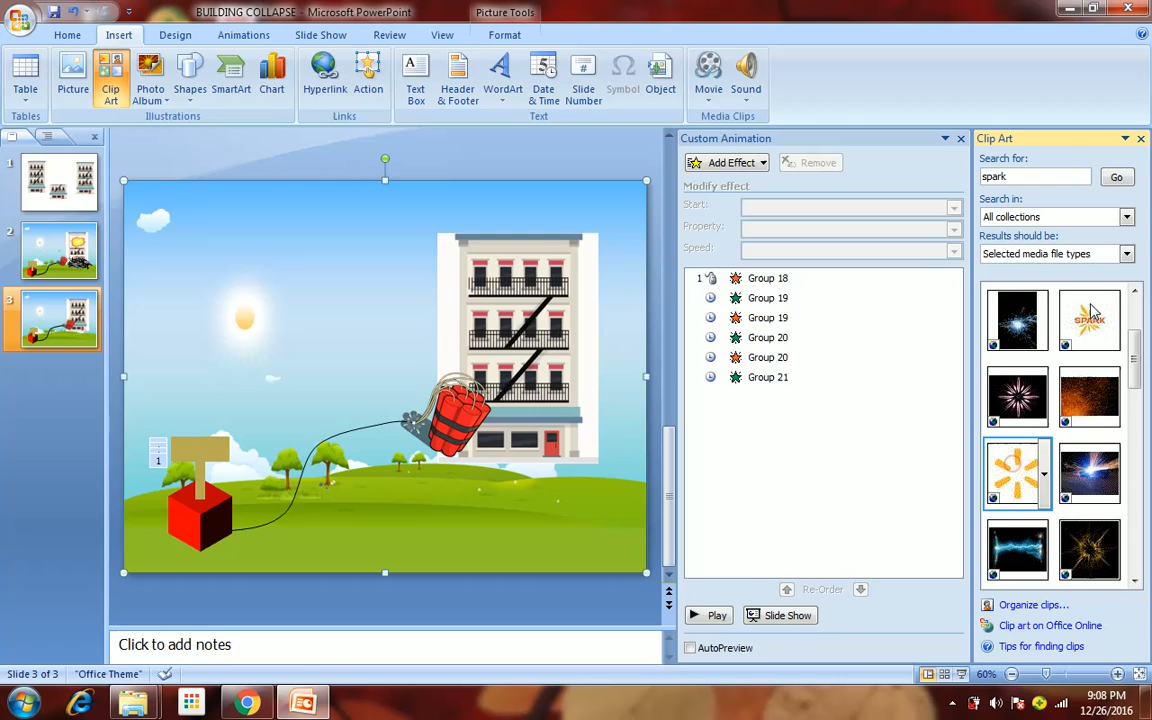 BUILDING COLLAPSE - Microsoft PowerPoint
Picture Tools
Home
Insert
Design
Animations
Slide Show
Review
View
Format
Table
Picture
Clip Art
Photo Album
Shapes
SmartArt
Chart
Hyperlink
Action
Text Box
Header & Footer
WordArt
Date & Time
Slide Number
Symbol
Object
Movie
Sound
Tables
Illustrations
Links
Text
Media Clips
1
2
3
1
Click to add notes
Custom Animation
Add Effect
Remove
Modify effect
Start:
Property:
Speed:
1 Group 18
Group 19
Group 19
Group 20
Group 20
Group 21
Re-Order
Play
Slide Show
AutoPreview
Clip Art
Search for:
spark
Go
Search in:
All collections
Results should be:
Selected media file types
SPARK
Organize clips...
Clip art on Office Online
Tips for finding clips
Slide 3 of 3
"Office Theme"
60%
9:08 PM
12/26/2016